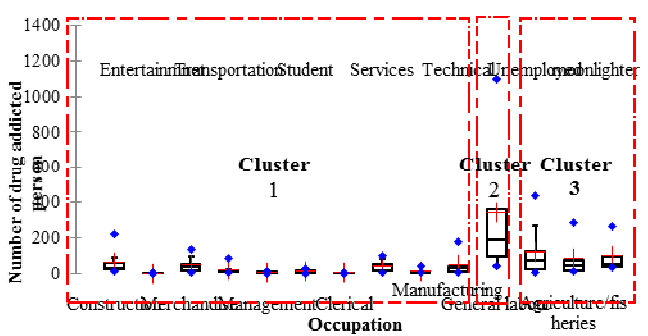 1400
1200
1000
800
600
400
200
0
Number of drug addicted
person
Entertainment
Transportation
Student
Services
Technical
Unemployed
moonlighter
Cluster
1
Cluster
2
Cluster
3
Construction
Merchandise
Management
Clerical
Manufacturing
General labor
Agriculture/fis
heries
Occupation